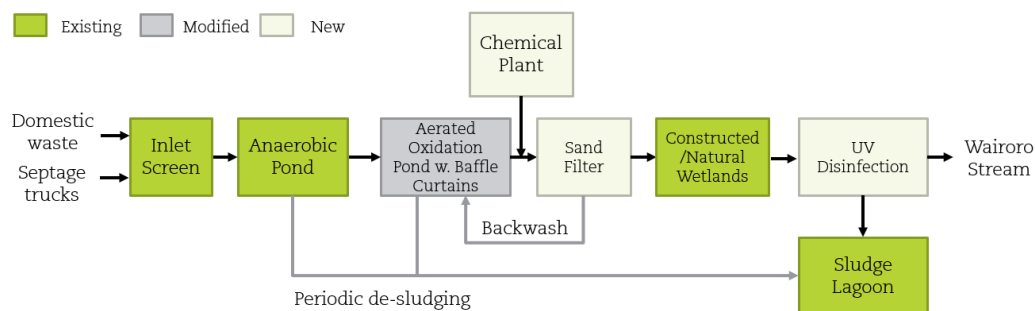 Existing
Modified
New
Chemical
Plant
Domestic
waste
Septage
trucks
Inlet
Screen
Anaerobic
Pond
Aerated
Oxidation
Pond w. Baffle
Curtains
Sand
Filter
Constructed
/Natural
Wetlands
UV
Disinfection
Wairoro
Stream
Backwash
Sludge
Lagoon
Periodic de-sludging